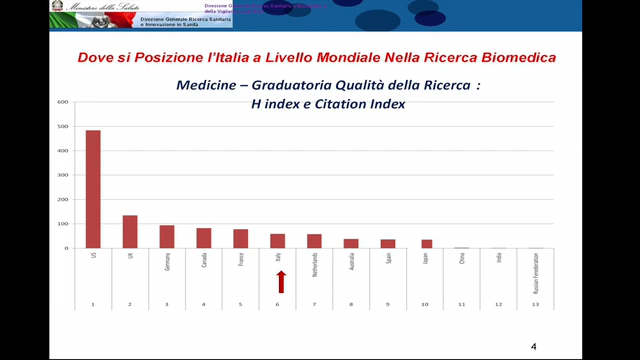 Ministero della Salute
Direzione Generale Ricerca Sanitaria
e Innovazione in Sanità
Dove si Posizione l'Italia a Livello Mondiale Nella Ricerca Biomedica
Medicine – Graduatoria Qualità della Ricerca :
H index e Citation Index
600
500
400
300
200
100
0
US
UK
Germany
Canada
France
Italy
Netherlands
Australia
Spain
Japan
China
India
Russian Fenderation
1 2 3 4 5 6 7 8 9 10 11 12 13
4